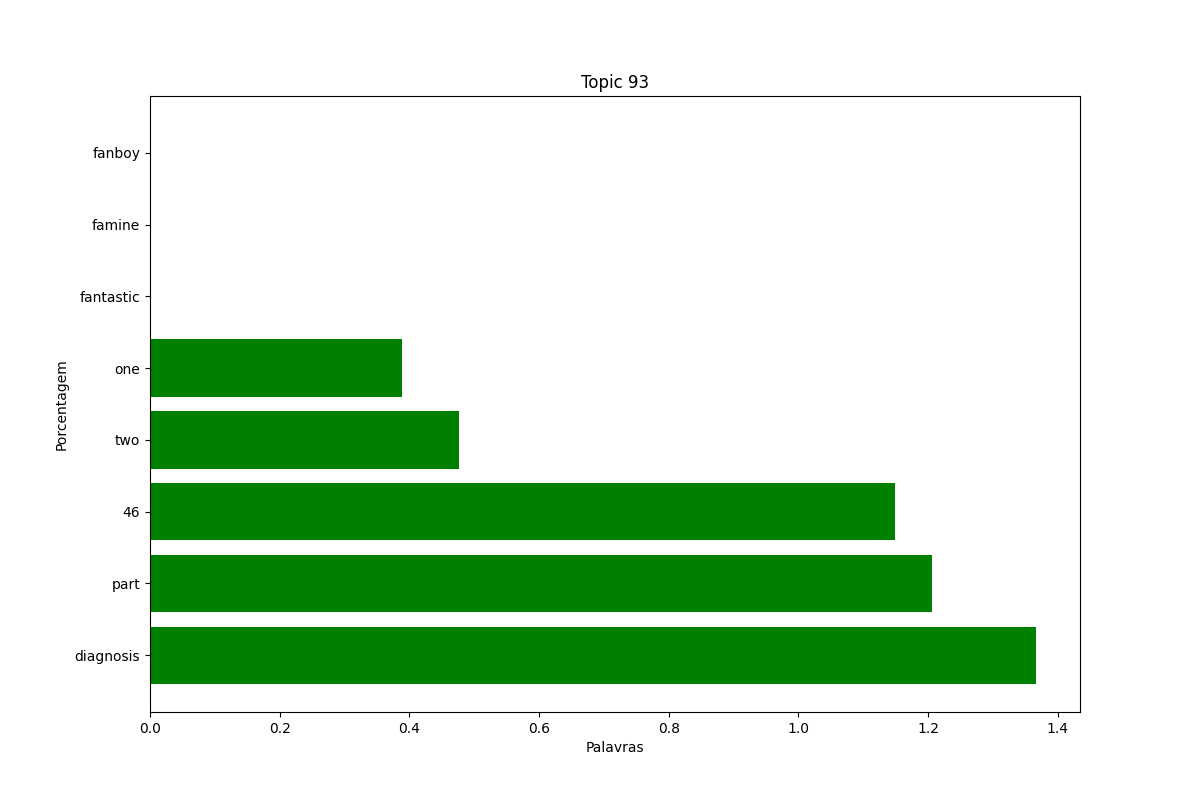 Topic 93
fanboy
famine
fantastic
one
two
46
part
diagnosis
Porcentagem
0.0 0.2 0.4 0.6 0.8 1.0 1.2 1.4
Palavras